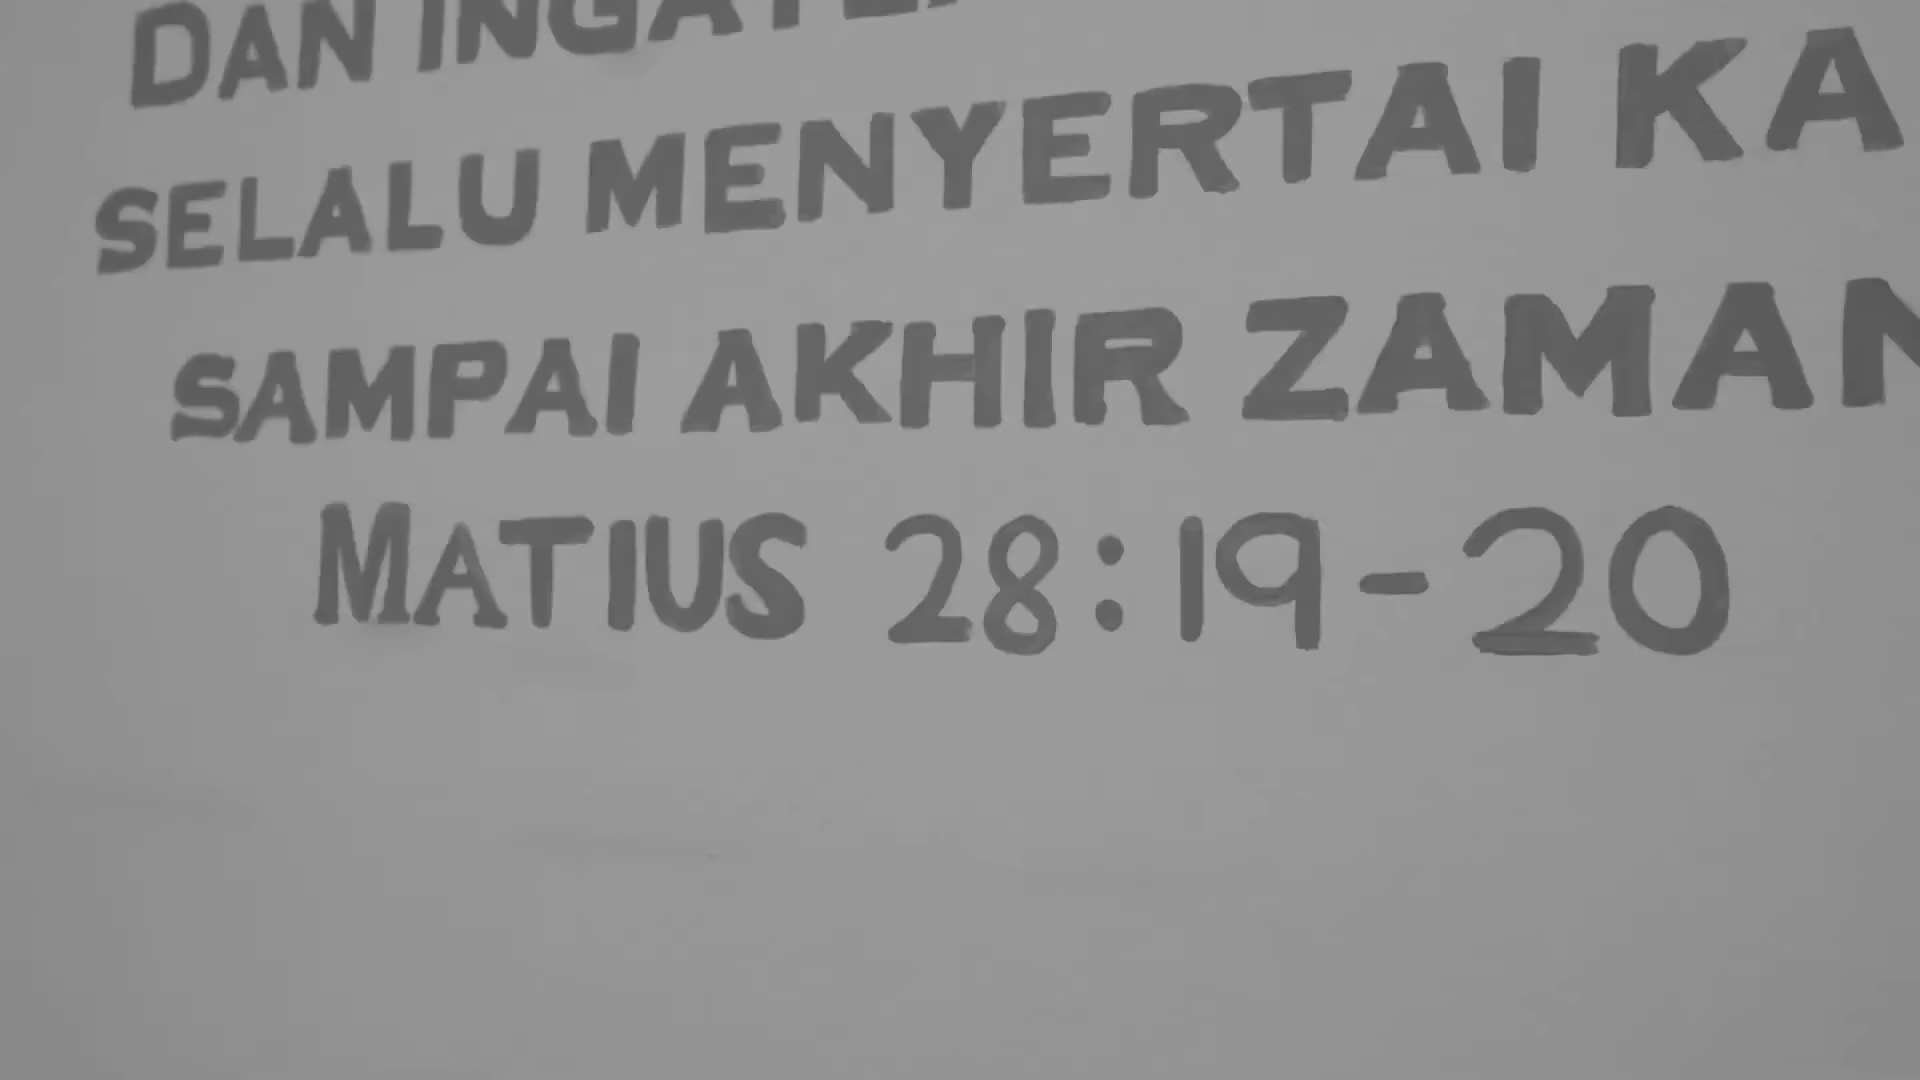 DAN
SELALU MENYERTAI KA
SAMPAI AKHIR ZAMAN
MATIUS 28:19-20